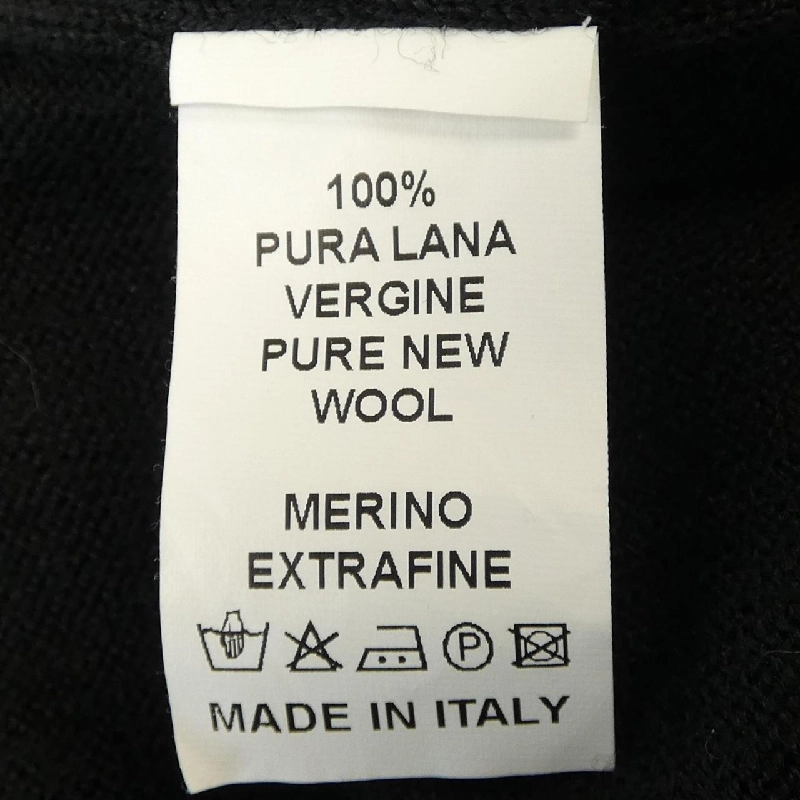 100%
PURA LANA
VERGINE
PURE NEW
WOOL
MERINO
EXTRAFINE
P
MADE IN ITALY